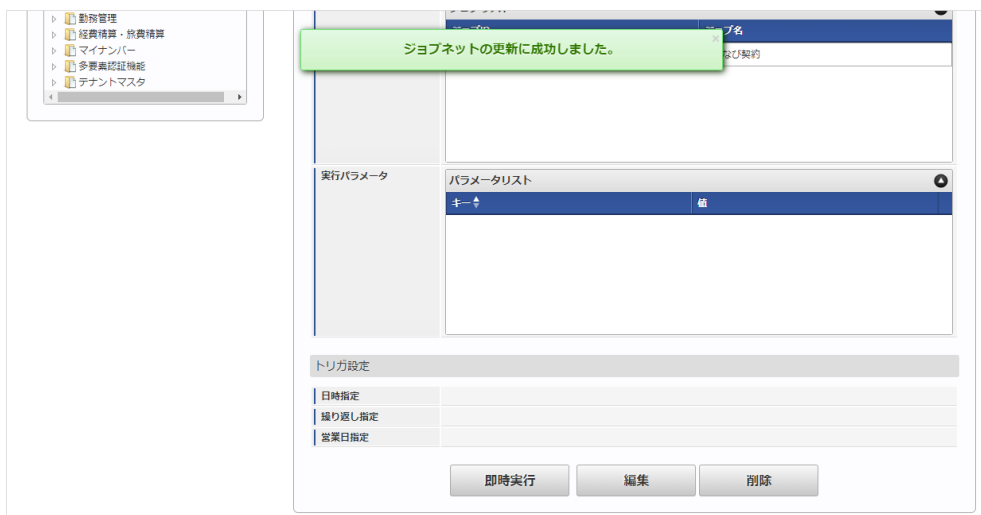 勤務管理
経費精算・旅費精算
マイナンバー
多要素認証機能
テナントマスタ
ジョブネットの更新に成功しました。
×
ブ名
なび契約
実行パラメータ
パラメータリスト
キー
値
トリガ設定
日時指定
繰り返し指定
営業日指定
即時実行
編集
削除